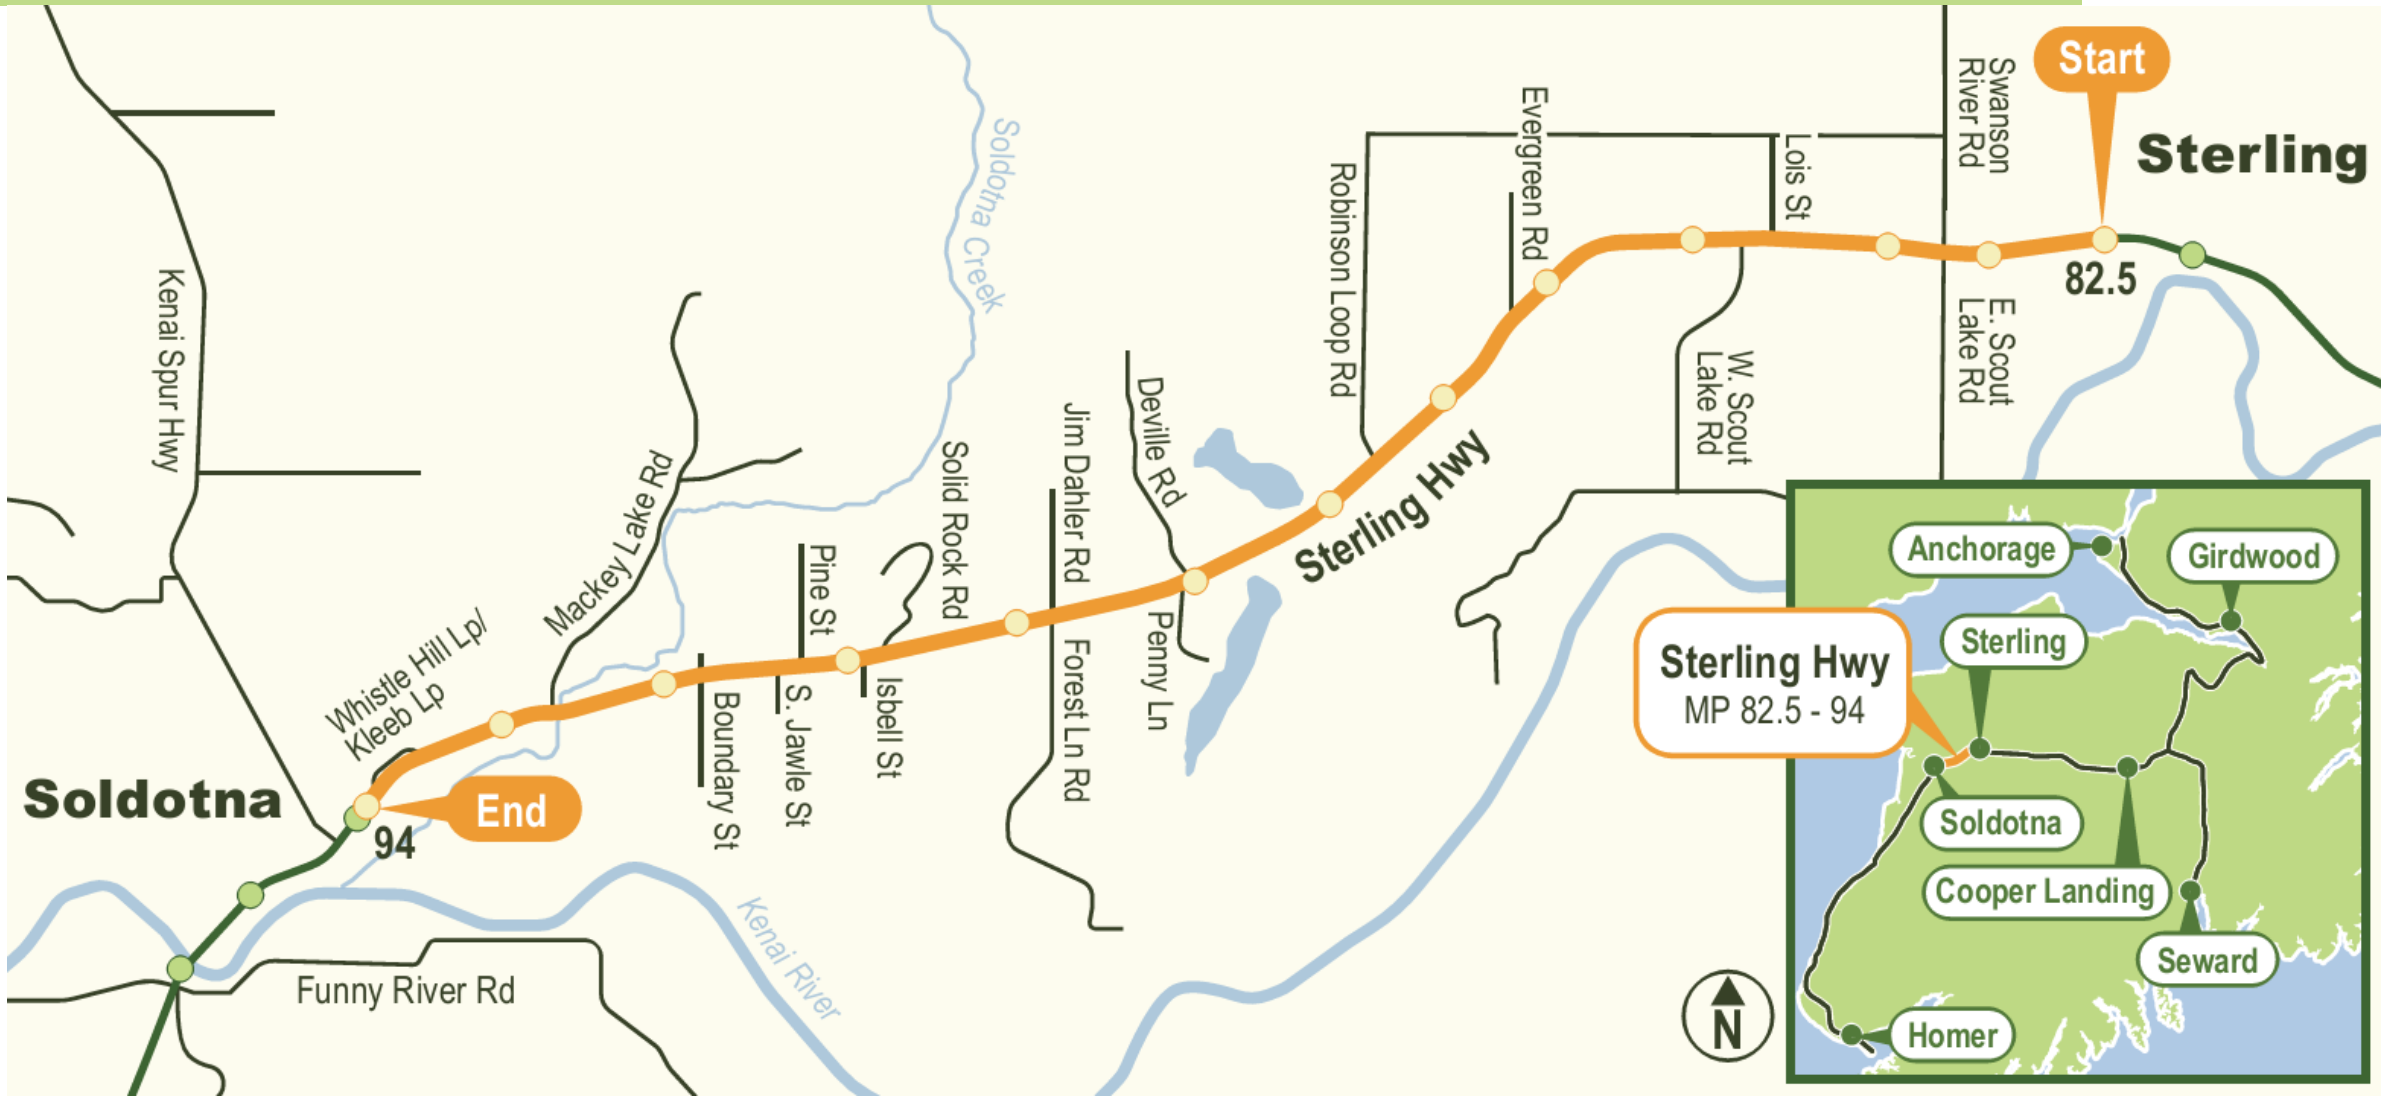 Start
Swanson
River Rd
Sterling
Evergreen Rd
Lois St
Soldotna Creek
Robinson Loop Rd
82.5
Kenai Spur Hwy
E. Scout
Lake Rd
W. Scout
Lake Rd
Deville Rd
Jim Dahler Rd
Solid Rock Rd
Sterling Hwy
Mackey Lake Rd
Pine St
Whistle Hill Lp/
Kleeb Lp
Penny Ln
Forest Ln Rd
Isbell St
S. Jawle St
Boundary St
Soldotna
End
94
Kenai River
Funny River Rd
N
Anchorage
Girdwood
Sterling
Sterling Hwy
MP 82.5 - 94
Soldotna
Cooper Landing
Seward
Homer